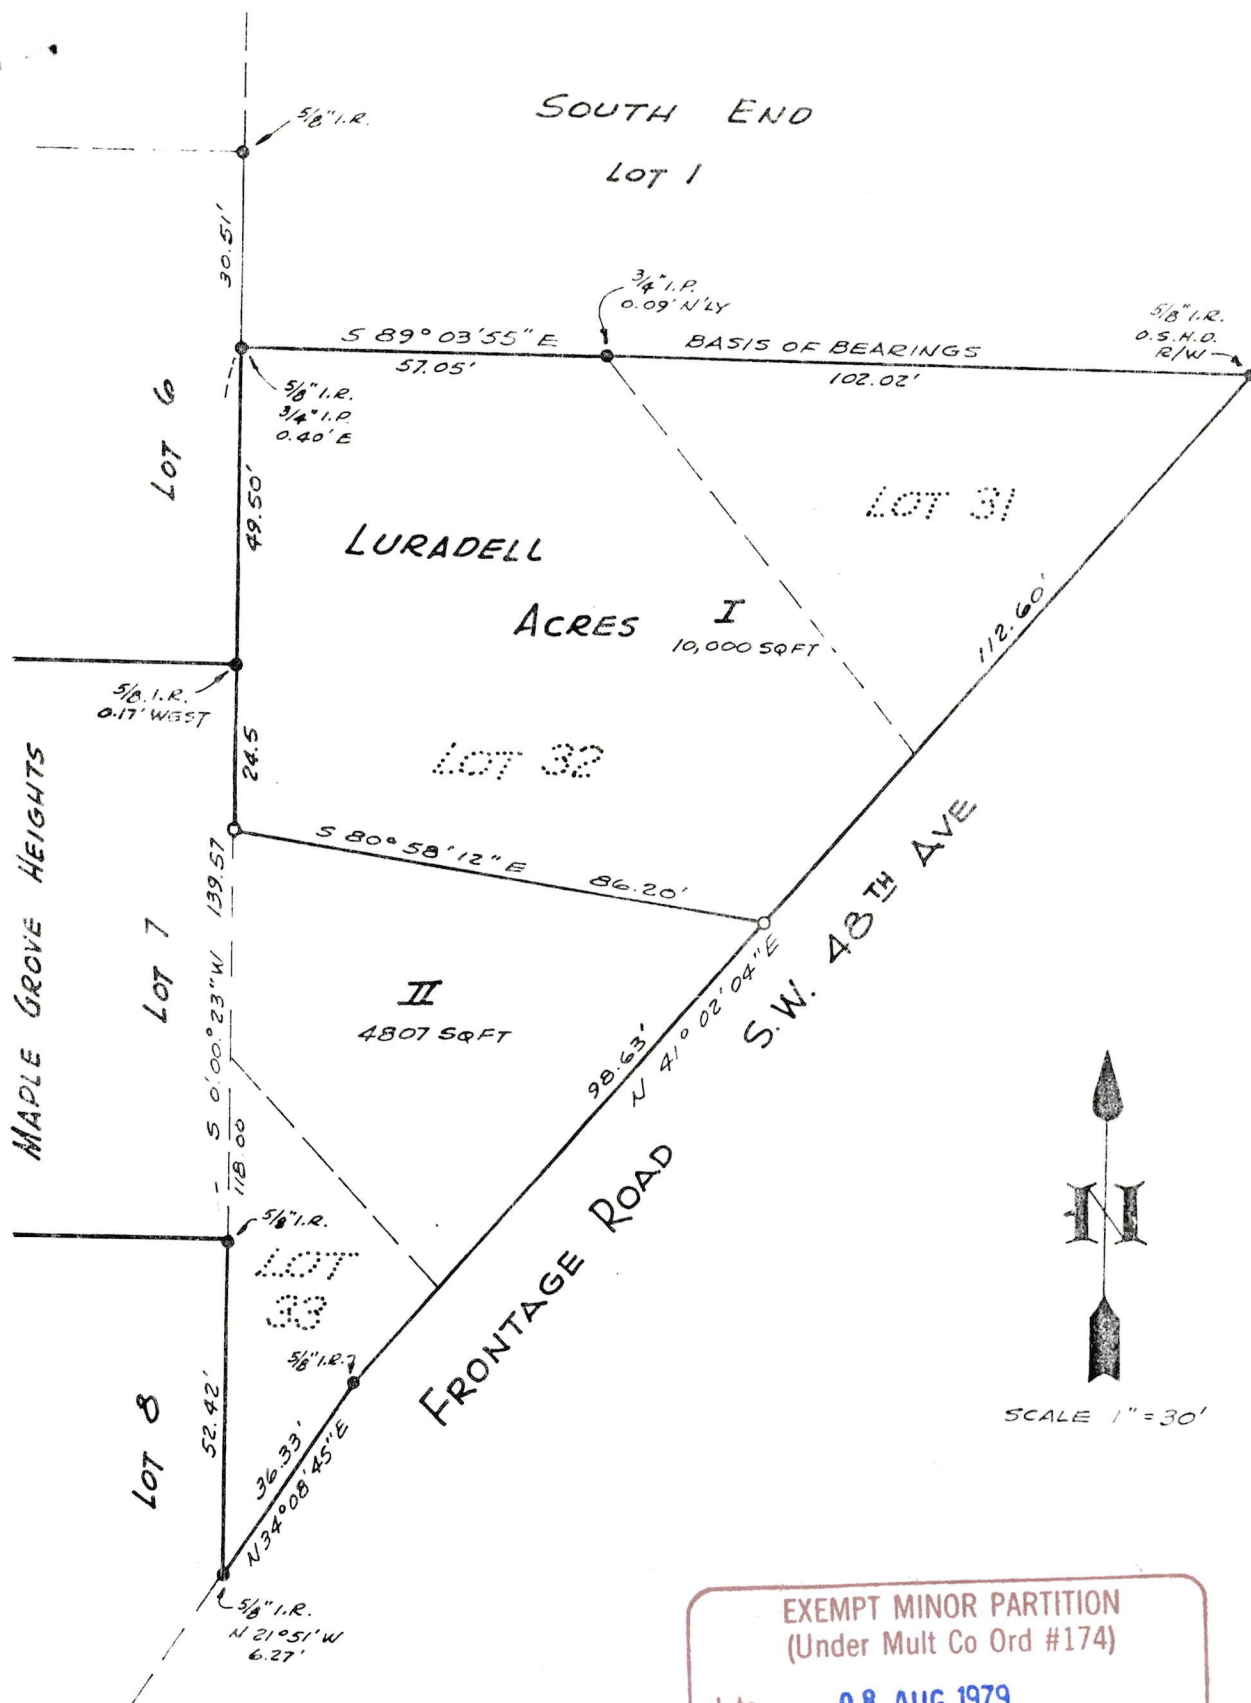 SOUTH END
LOT 1
5/8" I.R.
30.51'
3/4" I.P.
0.09' N'LY
5/8" I.R.
O.S.H.D.
R/W
S 89° 03' 55" E
57.05'
BASIS OF BEARINGS
102.02'
5/8" I.R.
3/4" I.P.
0.40' E
LOT 6
49.50'
LOT 31
LURADELL
ACRES
I
10,000 SQFT
112.60'
5/8 I.R.
0.17' WEST
24.5
LOT 32
S 80° 58' 12" E
86.20'
MAPLE GROVE HEIGHTS
LOT 7
S 0'00.°23"W 139.57
118.00
II
4807 SQFT
98.63'
N 41° 02' 04" E
S.W. 48TH AVE
FRONTAGE ROAD
5/8" I.R.
LOT
33
5/8" I.R.
LOT 8
52.42'
36.33'
N 34° 08' 45" E
5/8" I.R.
N 21° 51' W
6.27'
N
SCALE 1" = 30'
EXEMPT MINOR PARTITION
(Under Mult Co Ord #174)
08 AUG 1979